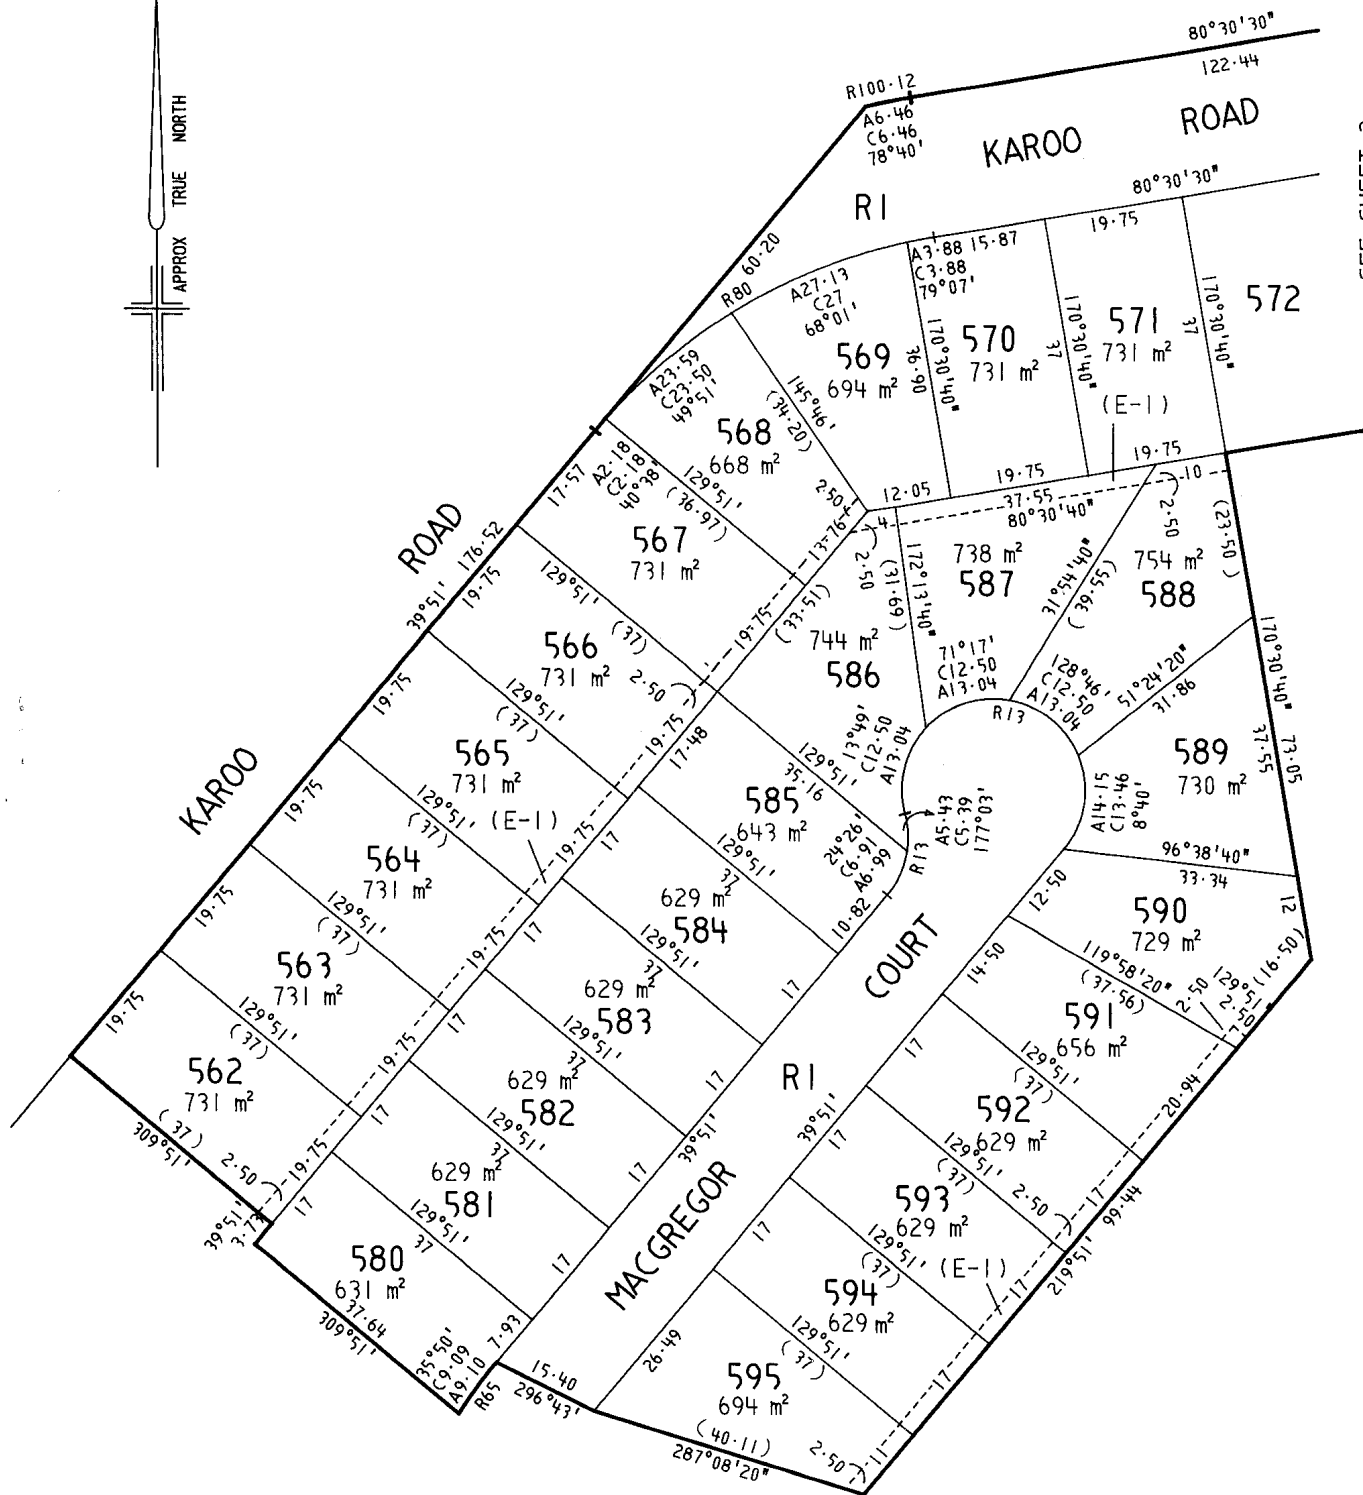 80°30'30"
122·44
R100·12
A6·46
C6·46
78°40'
KAROO ROAD
R1
80°30'30"
APPROX TRUE NORTH
60·20
R80
A27·13
C27
68°01'
A3·88 15·87
C3·88
79°07'
19·75
569
694 m²
36·90
170°30'40"
570
731 m²
37
170°30'40"
571
731 m²
37
170°30'40"
572
(E-1)
A23·59
C23·50
49°51'
568
668 m²
145°46'
(34·20)
2·50
12·05
19·75
19·75
37·55
80°30'40"
10
2·50
(23·50)
17·57
A2·18
C2·18
40°38"
129°51'
(36·97)
13·76
4
2·50
567
731 m²
KAROO ROAD
39°51' 176·52
19·75
129°51'
(37)
19·75
(33·51)
744 m²
586
172°13'40"
(31·69)
738 m²
587
31°54'40"
(39·55)
754 m²
588
71°17'
C12·50
A13·04
128°46'
C12·50
A13·04
51°24'20"
31·86
170°30'40" 73·05
37·55
566
731 m²
2·50
19·75
129°51'
(37)
19·75
17·48
13°49'
C12·50
A13·04
R13
129°51'
35·16
589
730 m²
A14·15
C13·46
8°40'
565
731 m²
19·75
129°51'
(37)
(E-1)
19·75
17
585
643 m²
24°26'
C6·91
A6·99
R13
A5·43
C5·39
177°03'
96°38'40"
33·34
564
731 m²
19·75
129°51'
(37)
19·75
17
129°51'
37
629 m²
584
10·82
12·50
590
729 m²
12
(16·50)
129°51'
2·50
7
2·50
119°58'20"
(37·56)
563
731 m²
19·75
129°51'
(37)
19·75
17
129°51'
37
629 m²
583
17
COURT
14·50
591
656 m²
20·94
562
731 m²
(37)
309°51'
2·50
19·75
17
129°51'
37
629 m²
582
17
R1
17
129°51'
(37)
592
629 m²
39°51'
3·73
17
129°51'
37
629 m²
581
17
39°51'
39°51'
17
129°51'
(37)
2·50
17
99·44
219°51'
593
629 m²
580
631 m²
37·64
309°51'
129°51'
37
17
MACGREGOR
17
129°51'
(37)
(E-1)
17
594
629 m²
35°50'
C9·09
A9·10
7·93
R65
15·40
296°43'
26·49
129°51'
(37)
17
595
694 m²
(40·11)
287°08'20"
2·50
11